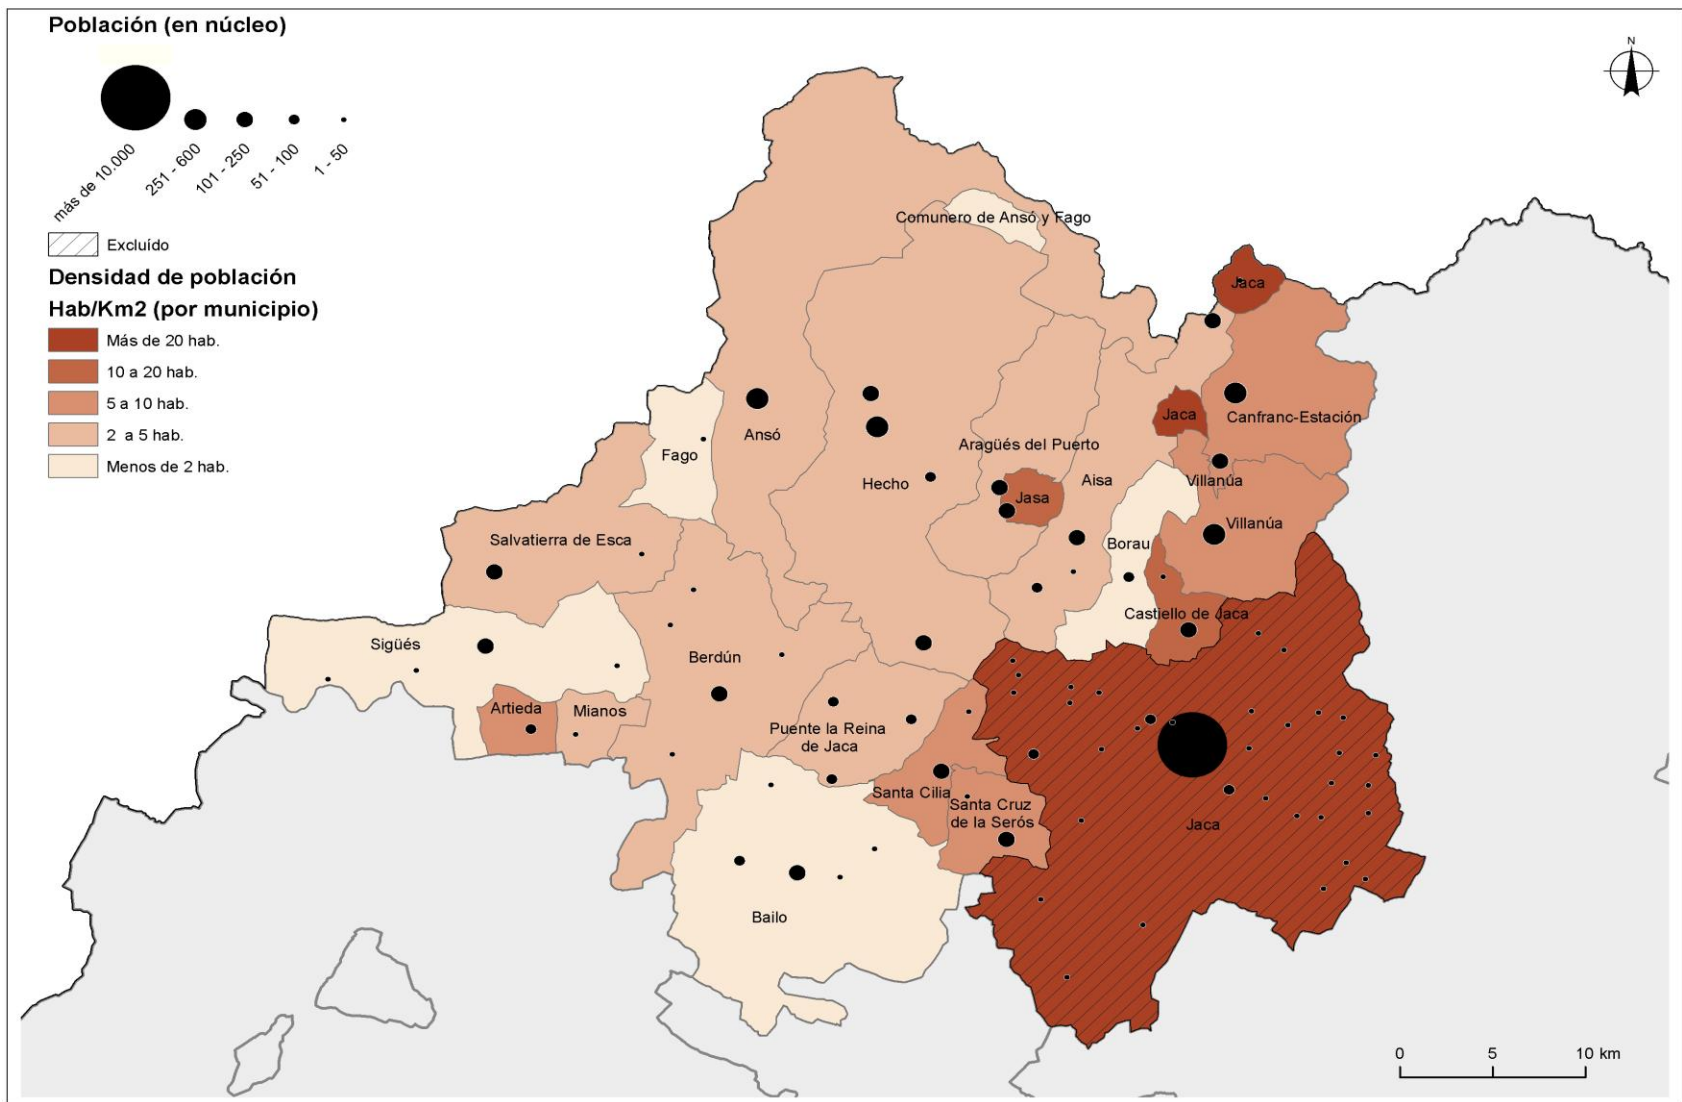 Población (en núcleo)
más de 10.000
251 - 600
101 - 250
51 - 100
1 - 50
Excluído
Densidad de población
Hab/Km2 (por municipio)
Más de 20 hab.
10 a 20 hab.
5 a 10 hab.
2 a 5 hab.
Menos de 2 hab.
N
Comunero de Ansó y Fago
Jaca
Jaca
Canfranc-Estación
Ansó
Aragüés del Puerto
Fago
Hecho
Aisa
Villanúa
Jasa
Villanúa
Salvatierra de Esca
Borau
Castiello de Jaca
Sigüés
Berdún
Artieda
Mianos
Puente la Reina
de Jaca
Santa Cilia
Santa Cruz
de la Serós
Jaca
Bailo
0 5 10 km